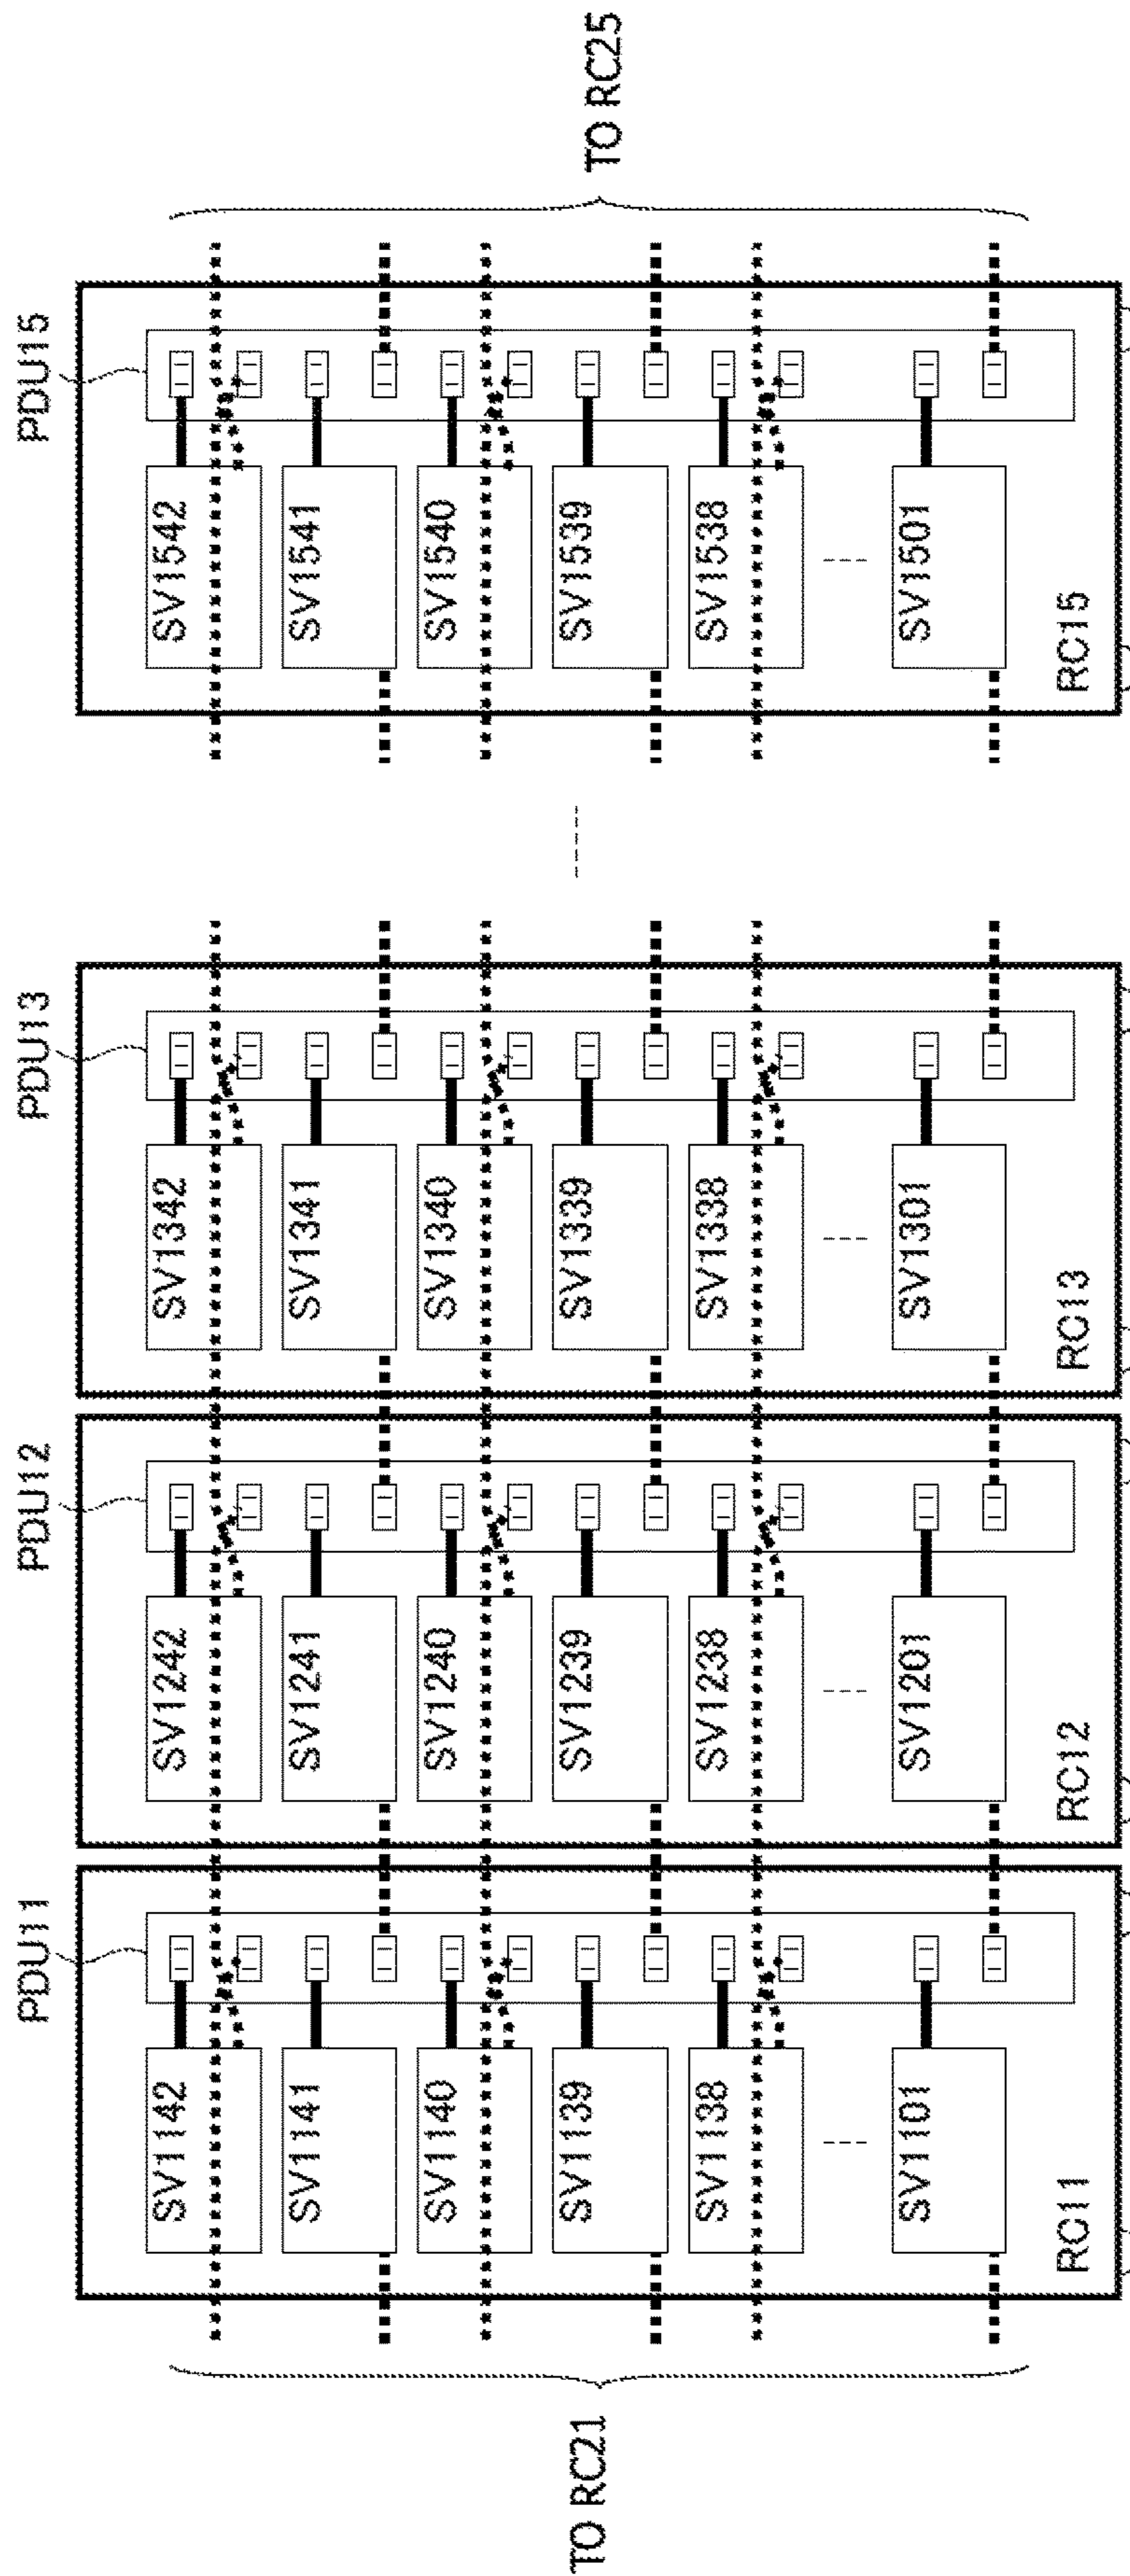 PDU11
PDU12
PDU13
PDU15
SV1142
SV1141
SV1140
SV1139
SV1138
SV1101
RC11
SV1242
SV1241
SV1240
SV1239
SV1238
SV1201
RC12
SV1342
SV1341
SV1340
SV1339
SV1338
SV1301
RC13
SV1542
SV1541
SV1540
SV1539
SV1538
SV1501
RC15
TO RC21
TO RC25